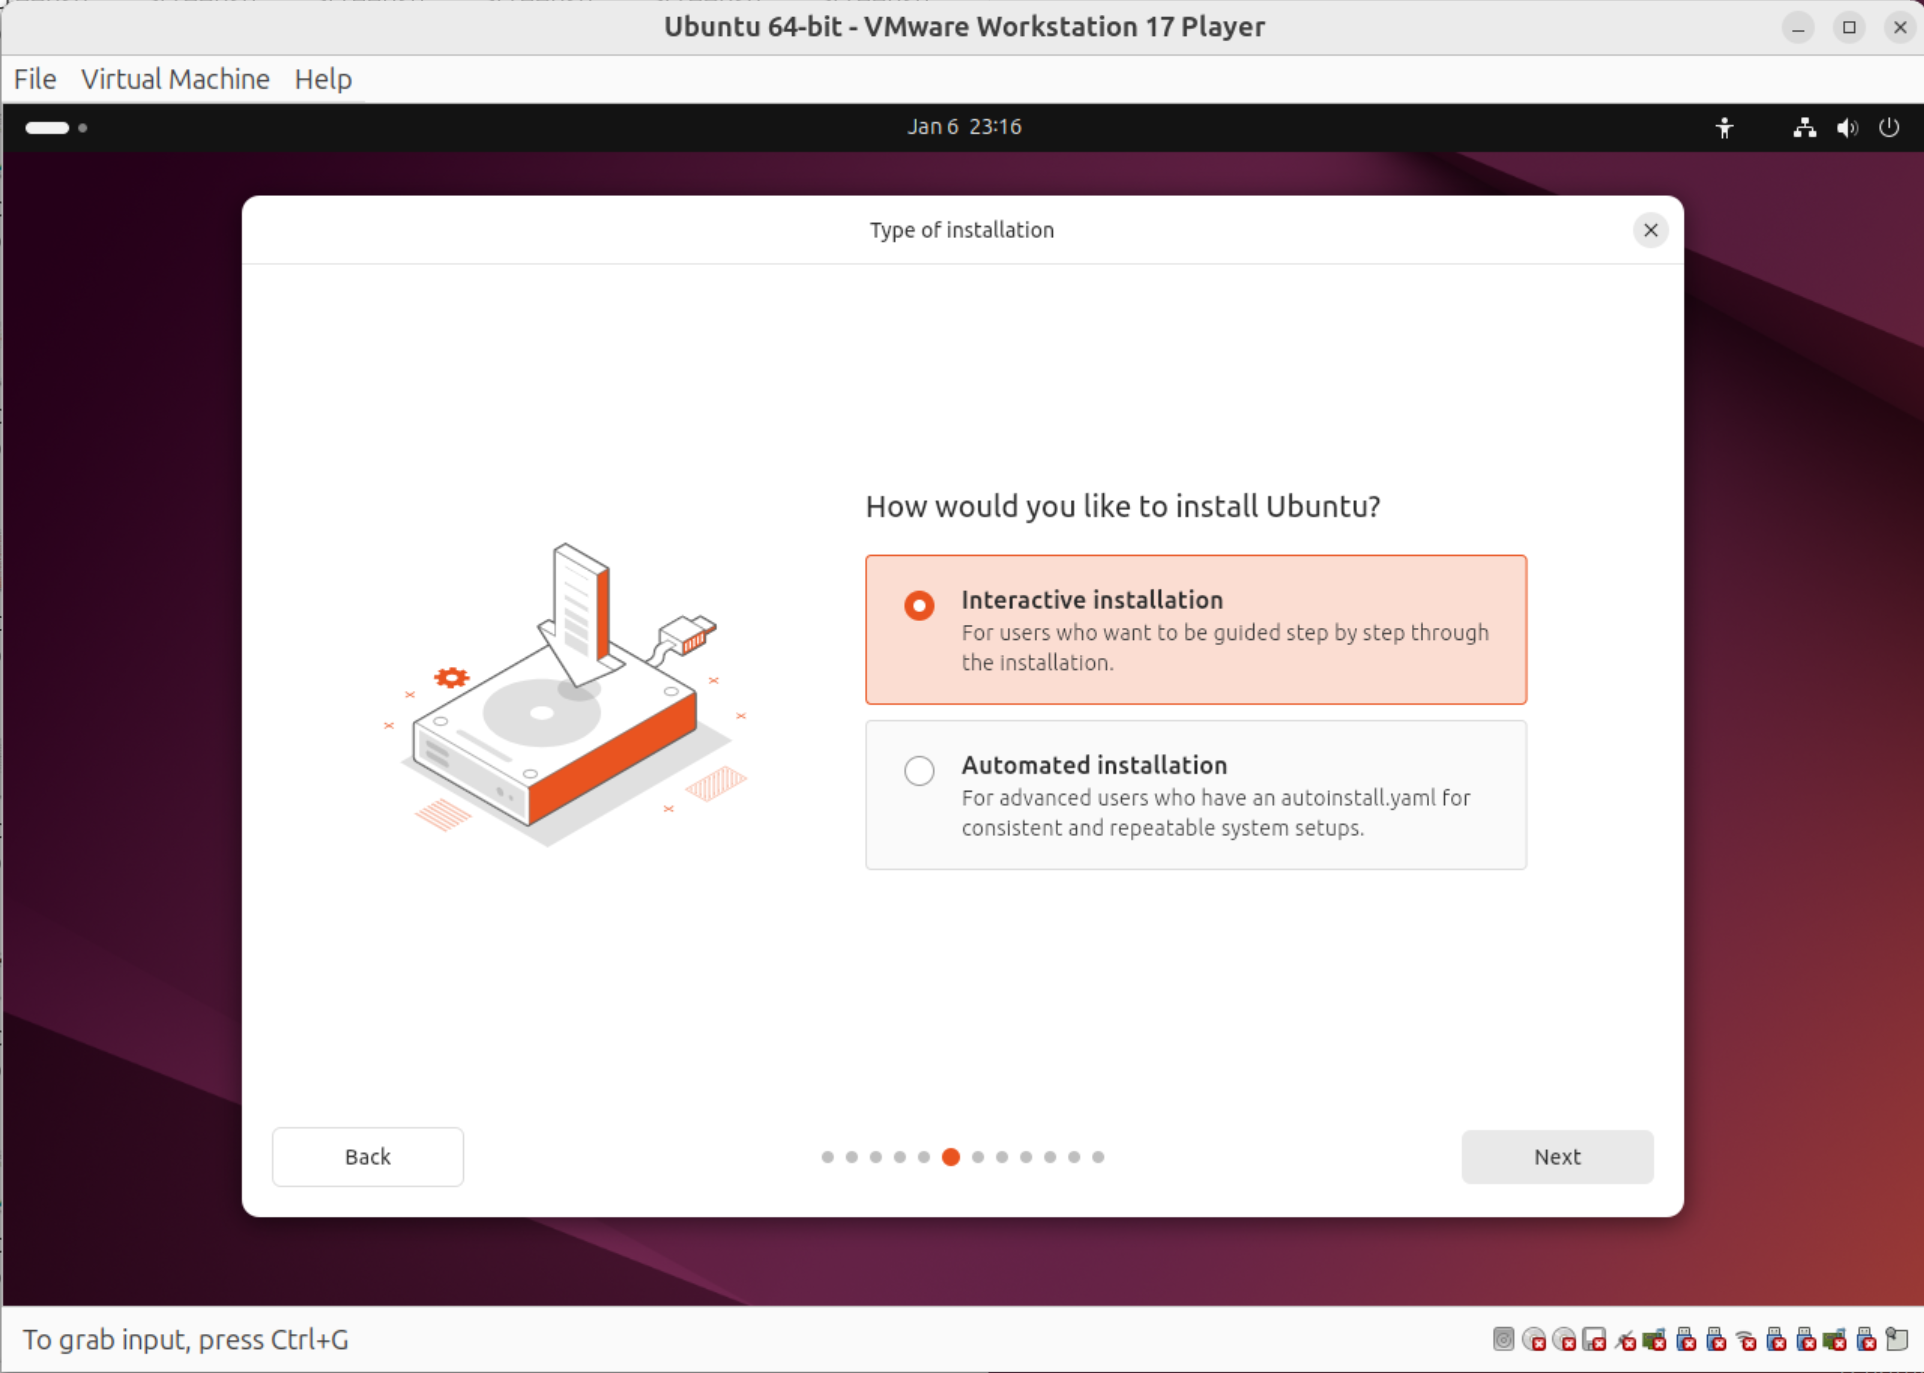 Ubuntu 64-bit - VMware Workstation 17 Player
File Virtual Machine Help
Jan 6 23:16
Type of installation
How would you like to install Ubuntu?
Interactive installation
For users who want to be guided step by step through
the installation.
Automated installation
For advanced users who have an autoinstall.yaml for
consistent and repeatable system setups.
Back
Next
To grab input, press Ctrl+G